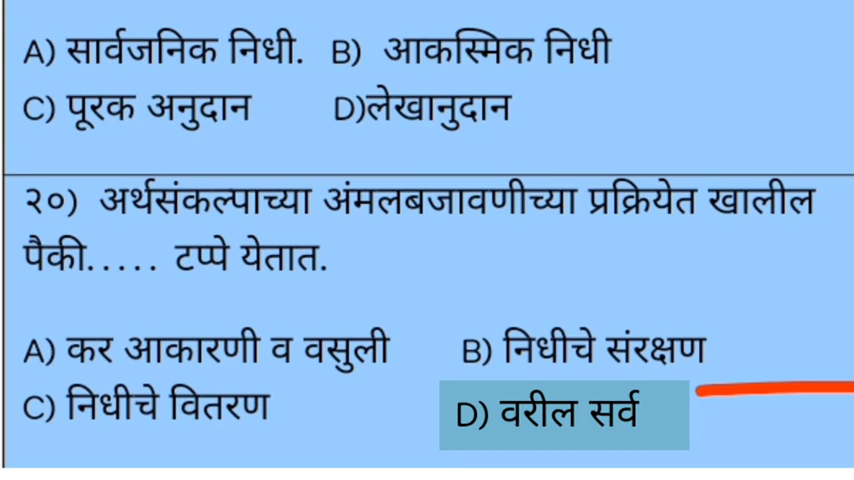 A) सार्वजनिक निधी. B) आकस्मिक निधी
C) पूरक अनुदान D)लेखानुदान
२०) अर्थसंकल्पाच्या अंमलबजावणीच्या प्रक्रियेत खालील
पैकी..... टप्पे येतात.
A) कर आकारणी व वसुली B) निधीचे संरक्षण
C) निधीचे वितरण D) वरील सर्व